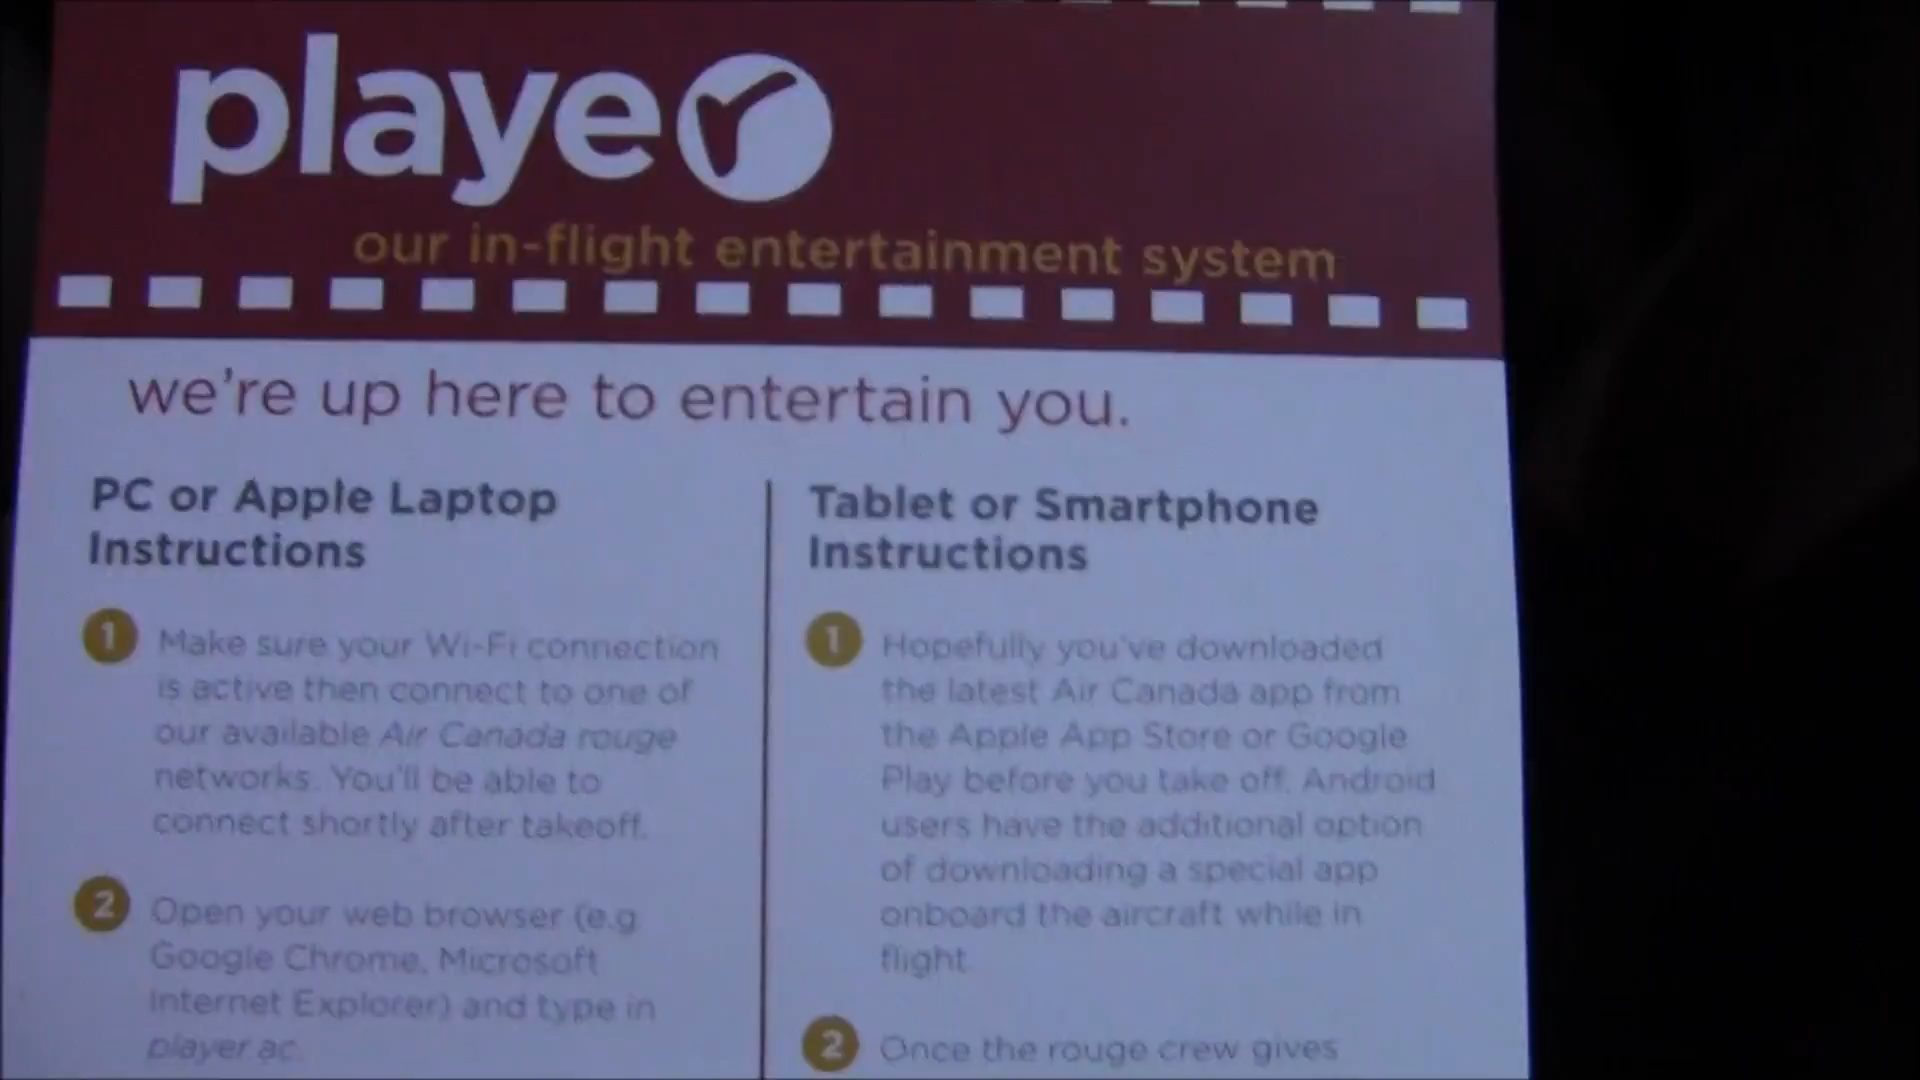 player
our in-flight entertainment system
we're up here to entertain you.
PC or Apple Laptop
Instructions
1 Make sure your Wi-Fi connection
is active then connect to one of
our available Air Canada rouge
networks. You'll be able to
connect shortly after takeoff.
2 Open your web browser (e.g
Google Chrome, Microsoft
Internet Explorer) and type in
player.ac.
Tablet or Smartphone
Instructions
1 Hopefully you've downloaded
the latest Air Canada app from
the Apple App Store or Google
Play before you take off. Android
users have the additional option
of downloading a special app
onboard the aircraft while in
flight.
2 Once the rouge crew gives